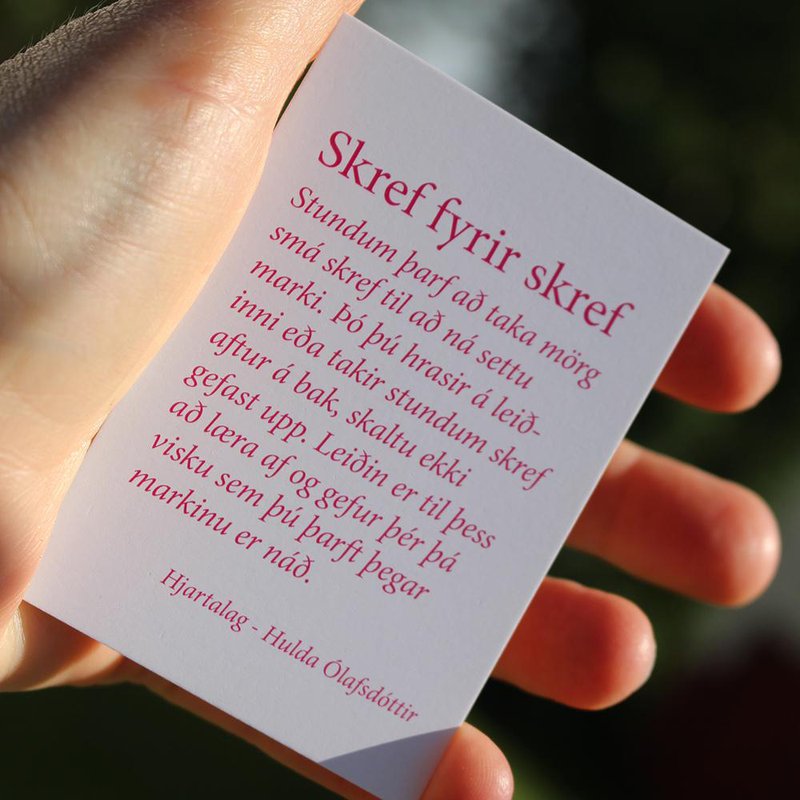 Skref fyrir skref
Stundum þarf að taka mörg
smá skref til að ná settu
marki. Þó þú hrasir á leið-
inni eða takir stundum skref
aftur á bak, skaltu ekki
gefast upp. Leiðin er til þess
að læra af og gefur þér þá
visku sem þú þarft þegar
markinu er náð.
Hjartalag - Hulda Ólafsdóttir